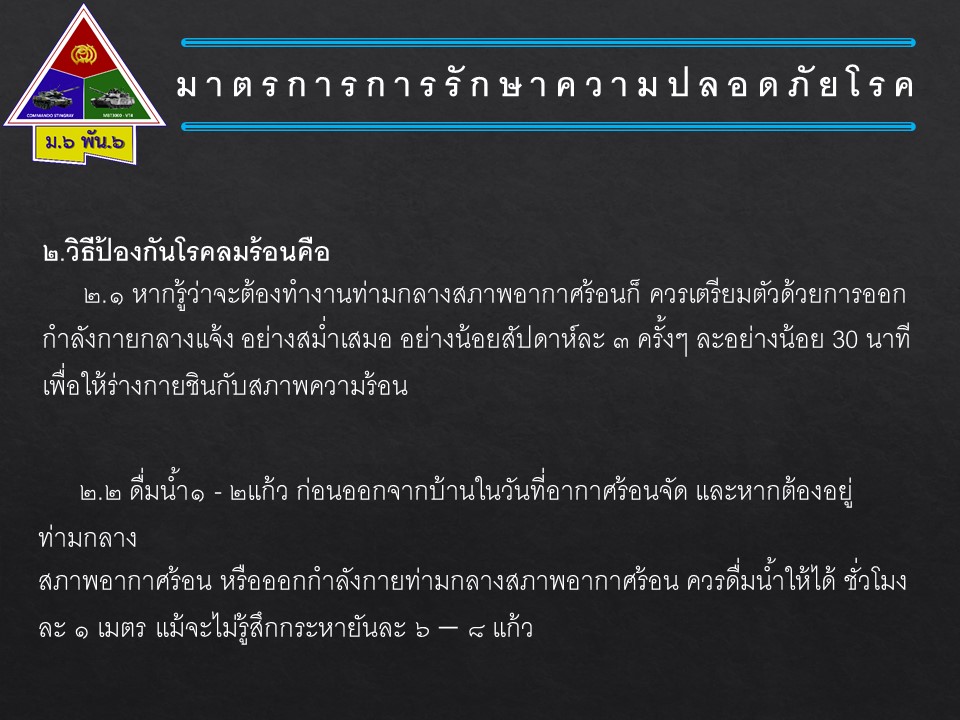 มาตรการการรักษาความปลอดภัยโรค
COMMANDO STINGRAY
ม.๖ พัน.๖
๒.วิธีป้องกันโรคลมร้อนคือ
๒.๑ หากรู้ว่าจะต้องทำงานท่ามกลางสภาพอากาศร้อนก็ ควรเตรียมตัวด้วยการออก
กำลังกายกลางแจ้ง อย่างสม่ำเสมอ อย่างน้อยสัปดาห์ละ ๓ ครั้งๆ ละอย่างน้อย 30 นาที
เพื่อให้ร่างกายชินกับสภาพความร้อน
๒.๒ ดื่มน้ำ๑ - ๒แก้ว ก่อนออกจากบ้านในวันที่อากาศร้อนจัด และหากต้องอยู่
ท่ามกลาง
สภาพอากาศร้อน หรือออกกำลังกายท่ามกลางสภาพอากาศร้อน ควรดื่มน้ำให้ได้ ชั่วโมง
ละ ๑ เมตร แม้จะไม่รู้สึกกระหายันละ ๖ – ๘ แก้ว